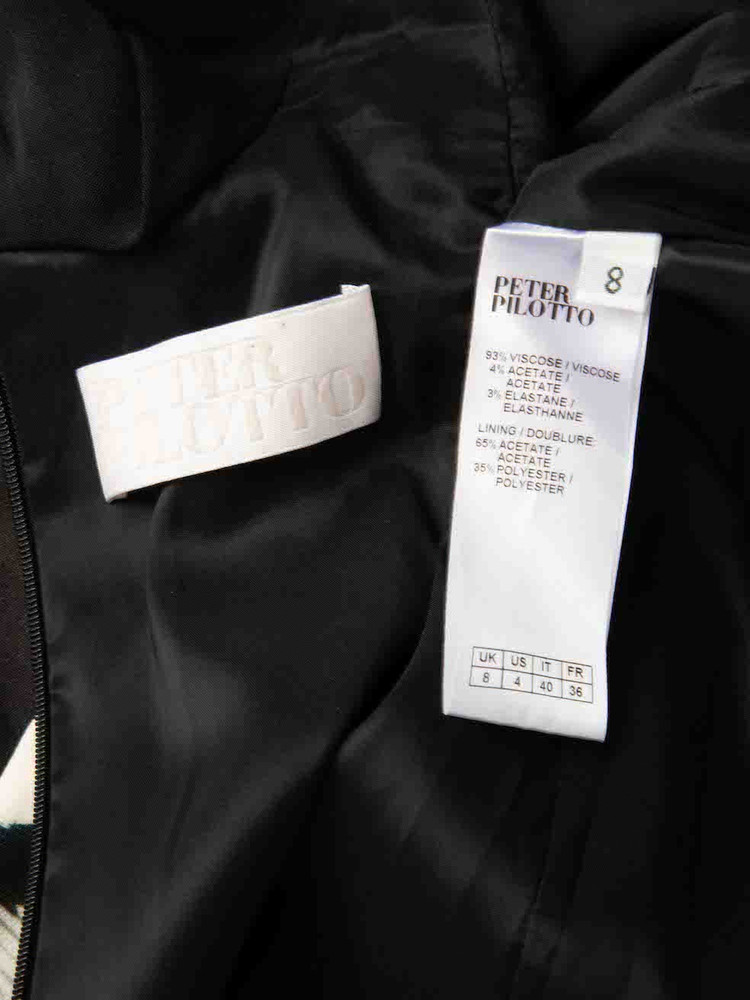 PETER
PILOTTO
8
PETER
PILOTTO
93% VISCOSE / VISCOSE
4% ACETATE /
ACETATE
3% ELASTANE /
ELASTHANNE
LINING / DOUBLURE:
65% ACETATE /
ACETATE
35% POLYESTER /
POLYESTER
UK US IT FR
8 4 40 36